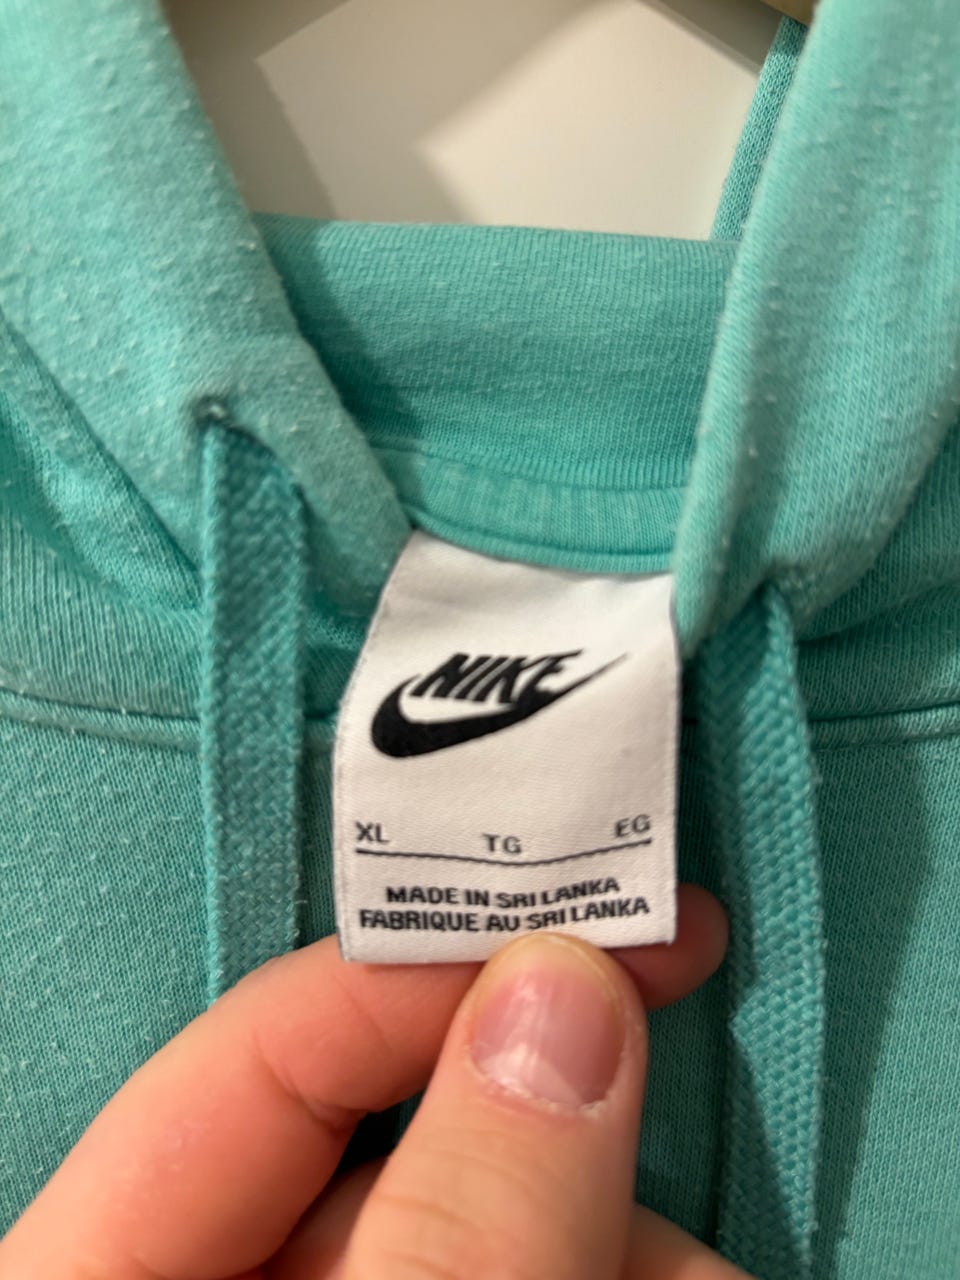 NIKE
XL TG EG
MADE IN SRI LANKA
FABRIQUE AU SRI LANKA